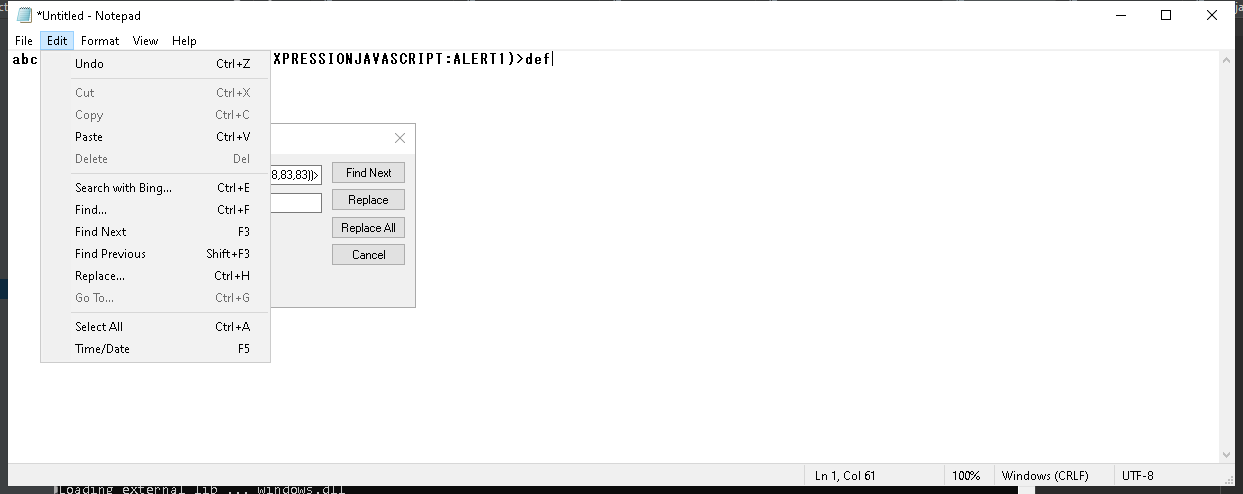 *Untitled - Notepad
File Edit Format View Help
abc XPRESSIONJAVASCRIPT:ALERT1)>def
Undo Ctrl+Z
Cut Ctrl+X
Copy Ctrl+C
Paste Ctrl+V
Delete Del
Search with Bing... Ctrl+E
Find... Ctrl+F
Find Next F3
Find Previous Shift+F3
Replace... Ctrl+H
Go To... Ctrl+G
Select All Ctrl+A
Time/Date F5
8,83,83))>
Find Next
Replace
Replace All
Cancel
Ln 1, Col 61 100% Windows (CRLF) UTF-8
Loading external lib ... windows.dll